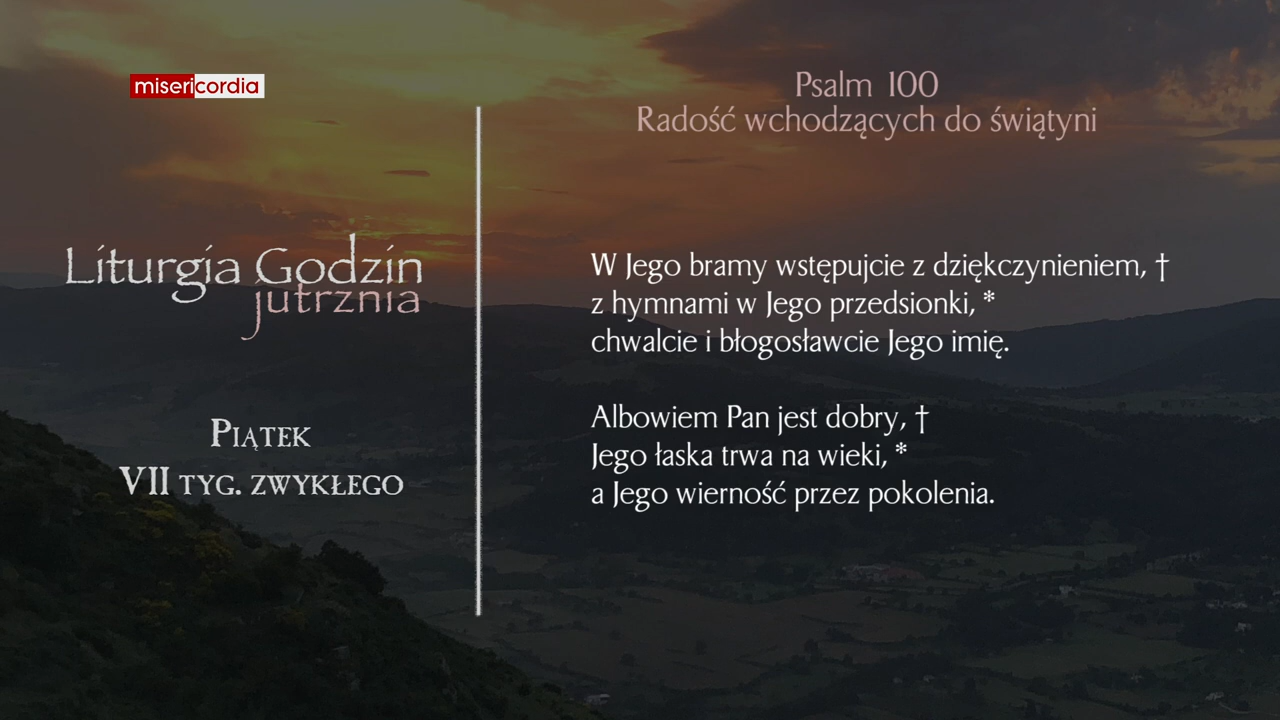 misericordia
Liturgia Godzin
jutrznia
Piątek
VII tyg. zwykłego
Psalm 100
Radość wchodzących do świątyni
W Jego bramy wstępujcie z dziękczynieniem, †
z hymnami w Jego przedsionki, *
chwalcie i błogosławcie Jego imię.
Albowiem Pan jest dobry, †
Jego łaska trwa na wieki, *
a Jego wierność przez pokolenia.